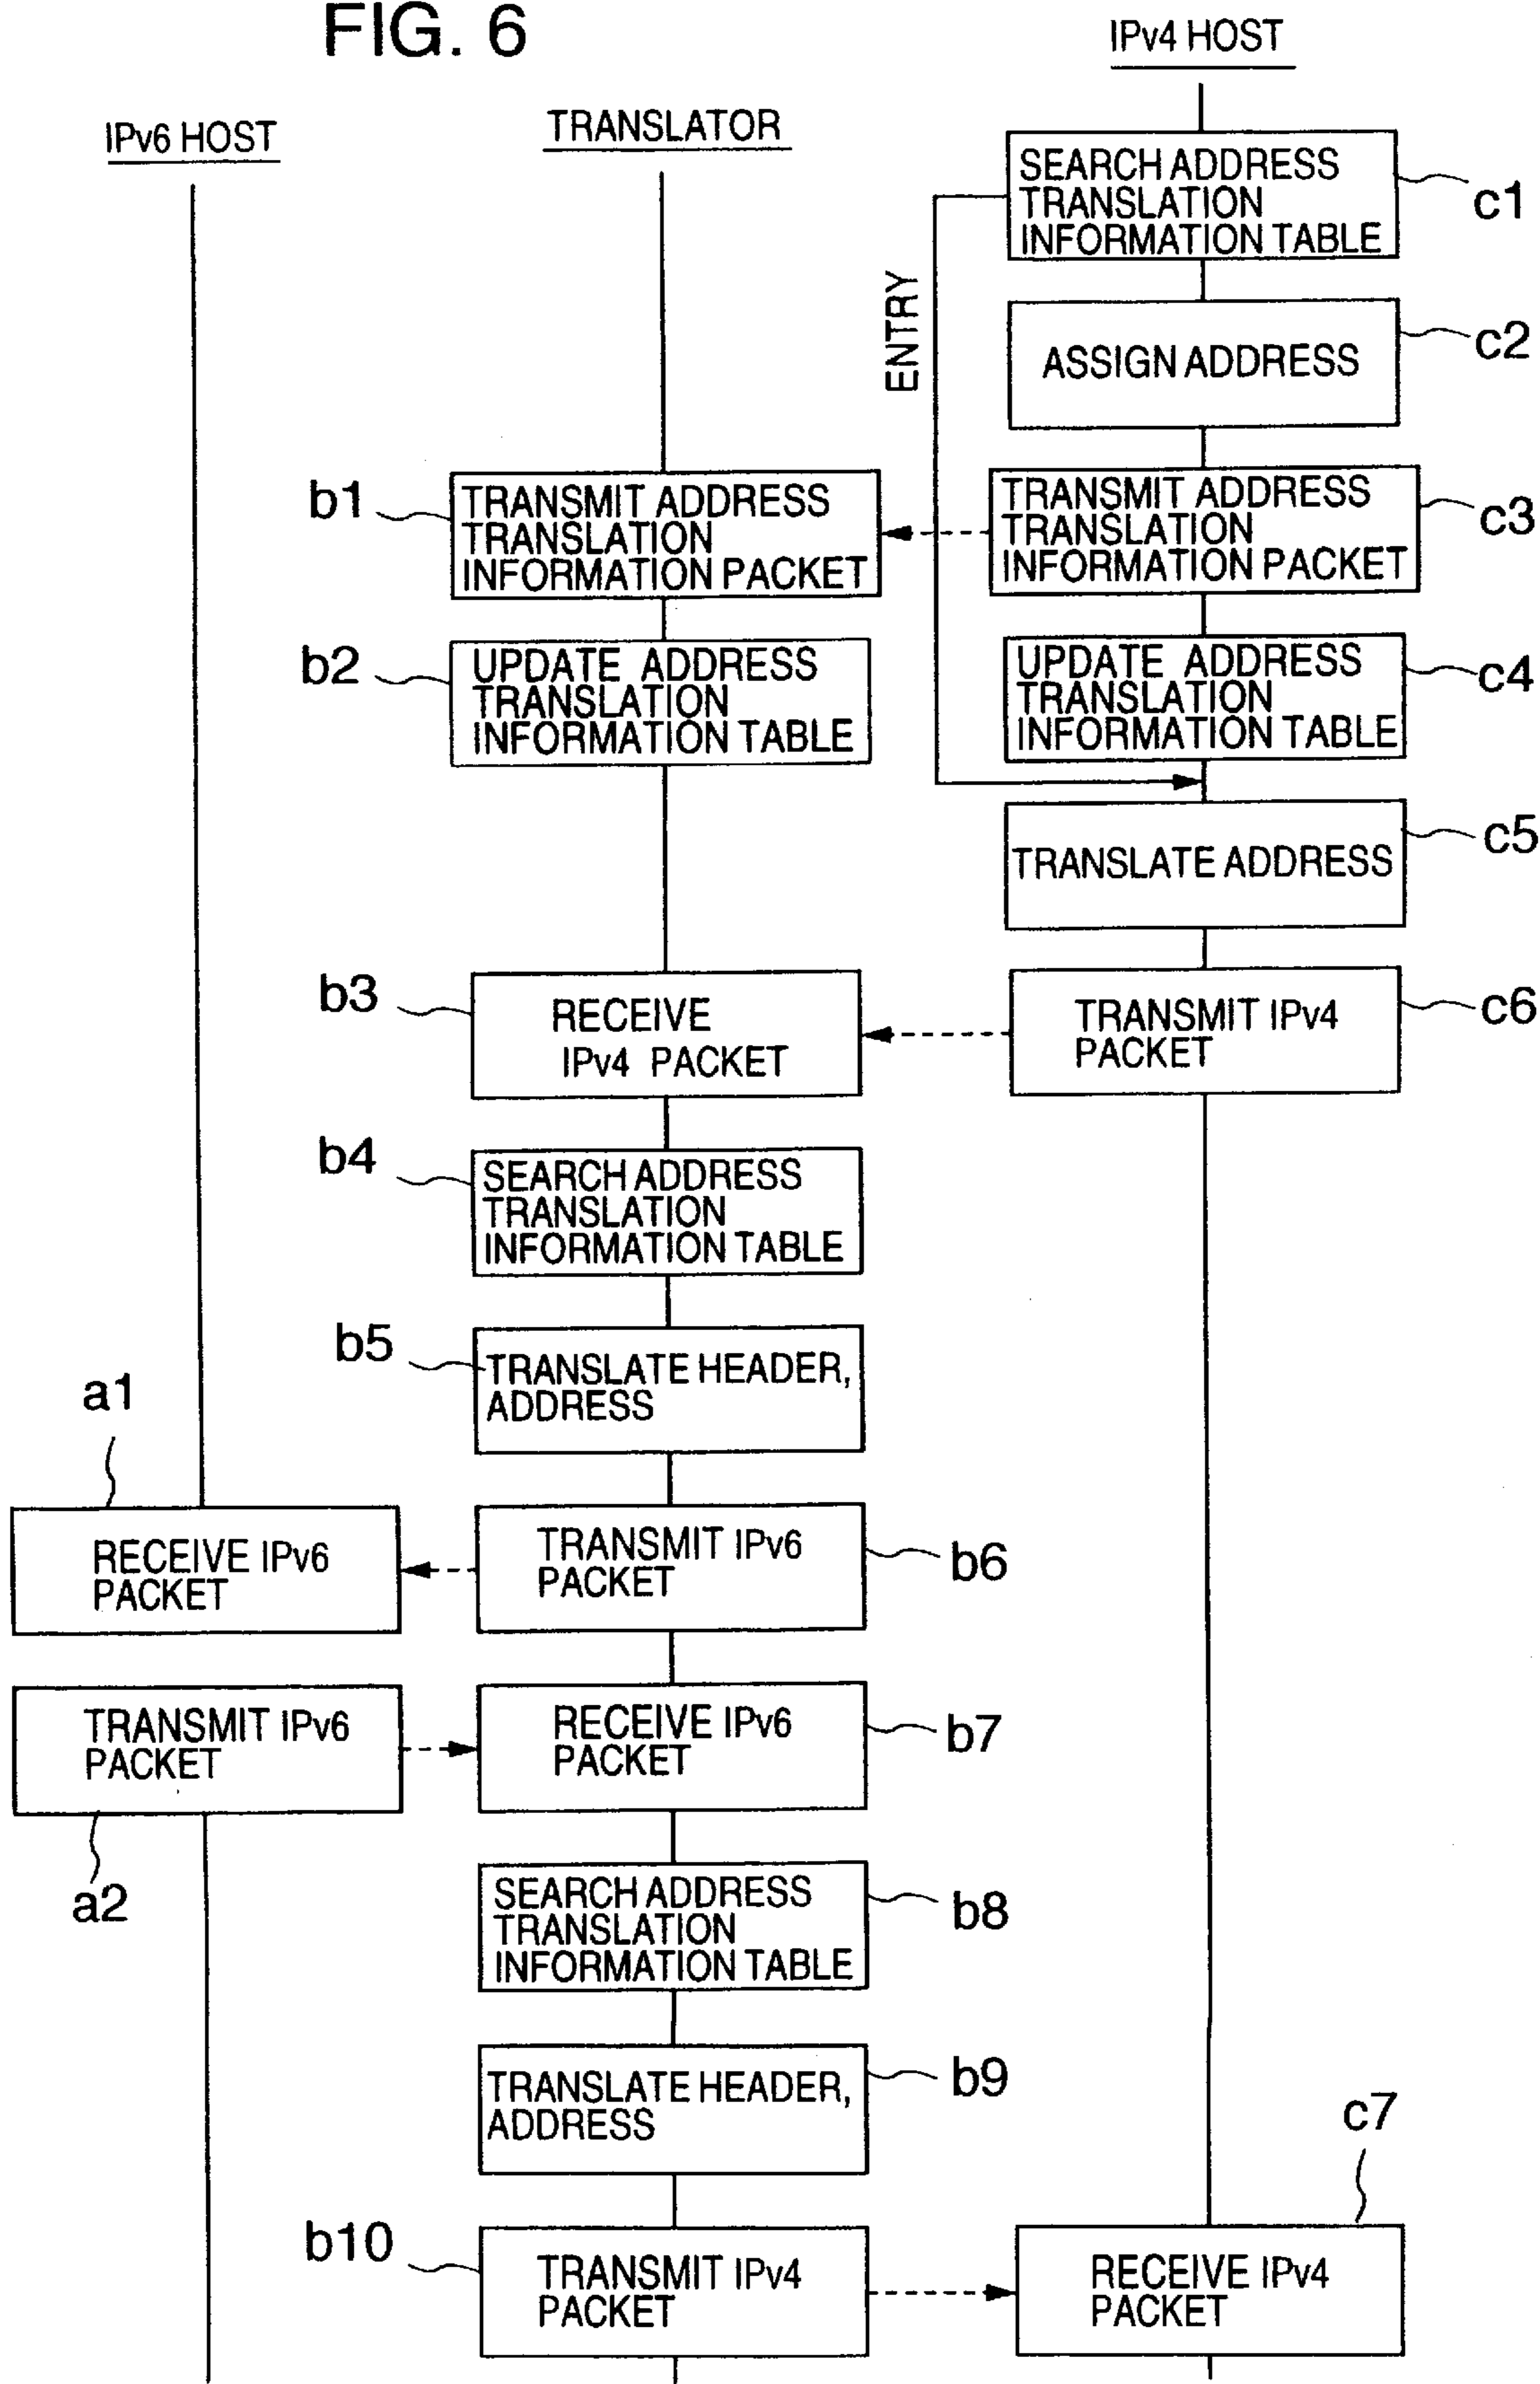 FIG. 6
IPv6 HOST
TRANSLATOR
IPv4 HOST
SEARCH ADDRESS
TRANSLATION
INFORMATION TABLE
c1
ENTRY
ASSIGN ADDRESS
c2
b1
TRANSMIT ADDRESS
TRANSLATION
INFORMATION PACKET
TRANSMIT ADDRESS
TRANSLATION
INFORMATION PACKET
c3
b2
UPDATE ADDRESS
TRANSLATION
INFORMATION TABLE
UPDATE ADDRESS
TRANSLATION
INFORMATION TABLE
c4
TRANSLATE ADDRESS
c5
b3
RECEIVE
IPv4 PACKET
TRANSMIT IPv4
PACKET
c6
b4
SEARCH ADDRESS
TRANSLATION
INFORMATION TABLE
b5
TRANSLATE HEADER,
ADDRESS
a1
RECEIVE IPv6
PACKET
TRANSMIT IPv6
PACKET
b6
TRANSMIT IPv6
PACKET
a2
RECEIVE IPv6
PACKET
b7
SEARCH ADDRESS
TRANSLATION
INFORMATION TABLE
b8
TRANSLATE HEADER,
ADDRESS
b9
c7
b10
TRANSMIT IPv4
PACKET
RECEIVE IPv4
PACKET